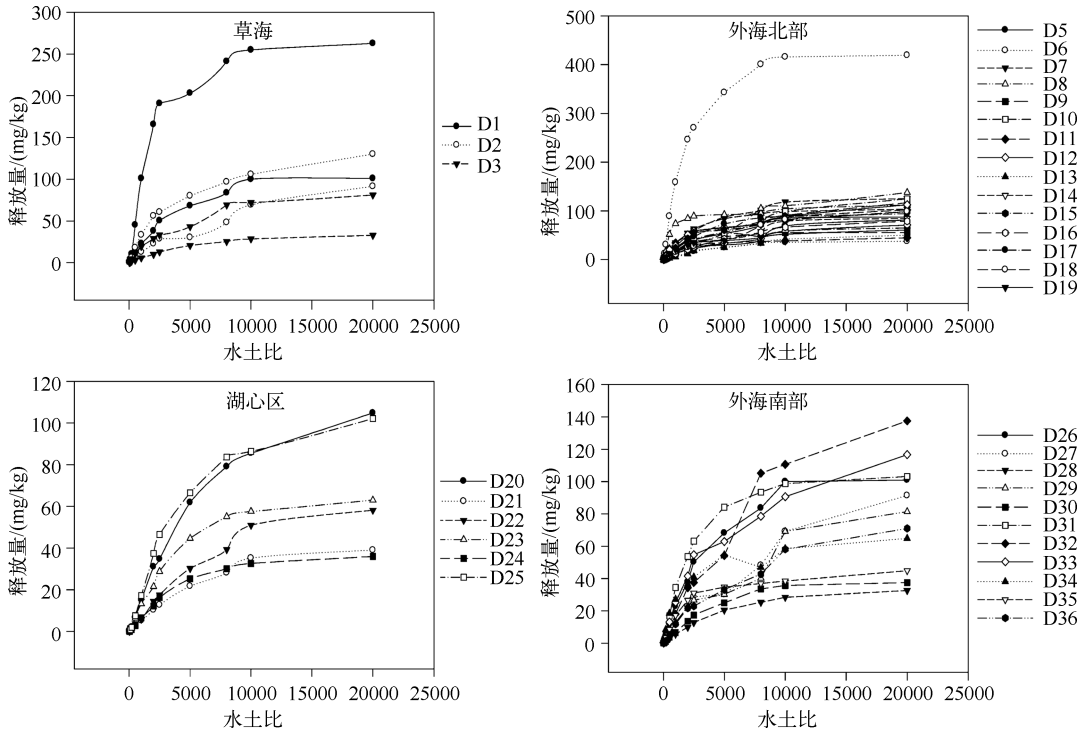 草海
释放量/(mg/kg)
300
250
200
150
100
50
0
0 5000 10000 15000 20000 25000
水土比
D1
D2
D3
外海北部
释放量/(mg/kg)
500
400
300
200
100
0
0 5000 10000 15000 20000 25000
水土比
D5
D6
D7
D8
D9
D10
D11
D12
D13
D14
D15
D16
D17
D18
D19
湖心区
释放量/(mg/kg)
120
100
80
60
40
20
0
0 5000 10000 15000 20000 25000
水土比
D20
D21
D22
D23
D24
D25
外海南部
释放量/(mg/kg)
160
140
120
100
80
60
40
20
0
0 5000 10000 15000 20000 25000
水土比
D26
D27
D28
D29
D30
D31
D32
D33
D34
D35
D36